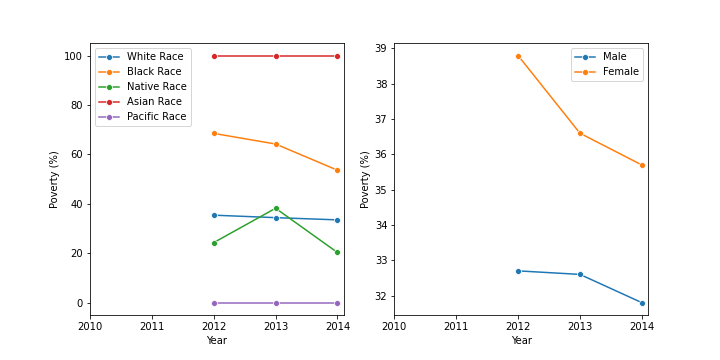 White Race
Black Race
Native Race
Asian Race
Pacific Race
Poverty (%)
100
80
60
40
20
0
2010 2011 2012 2013 2014
Year
Male
Female
Poverty (%)
39
38
37
36
35
34
33
32
2010 2011 2012 2013 2014
Year